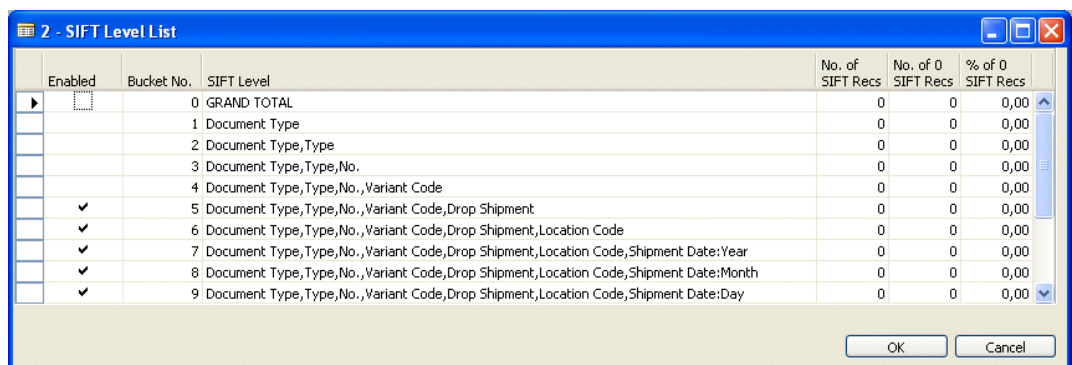 2 - SIFT Level List
Enabled Bucket No. SIFT Level No. of SIFT Recs No. of 0 SIFT Recs % of 0 SIFT Recs
0 GRAND TOTAL 0 0 0,00
1 Document Type 0 0 0,00
2 Document Type,Type 0 0 0,00
3 Document Type,Type,No. 0 0 0,00
4 Document Type,Type,No.,Variant Code 0 0 0,00
5 Document Type,Type,No.,Variant Code,Drop Shipment 0 0 0,00
6 Document Type,Type,No.,Variant Code,Drop Shipment,Location Code 0 0 0,00
7 Document Type,Type,No.,Variant Code,Drop Shipment,Location Code,Shipment Date:Year 0 0 0,00
8 Document Type,Type,No.,Variant Code,Drop Shipment,Location Code,Shipment Date:Month 0 0 0,00
9 Document Type,Type,No.,Variant Code,Drop Shipment,Location Code,Shipment Date:Day 0 0 0,00
OK Cancel